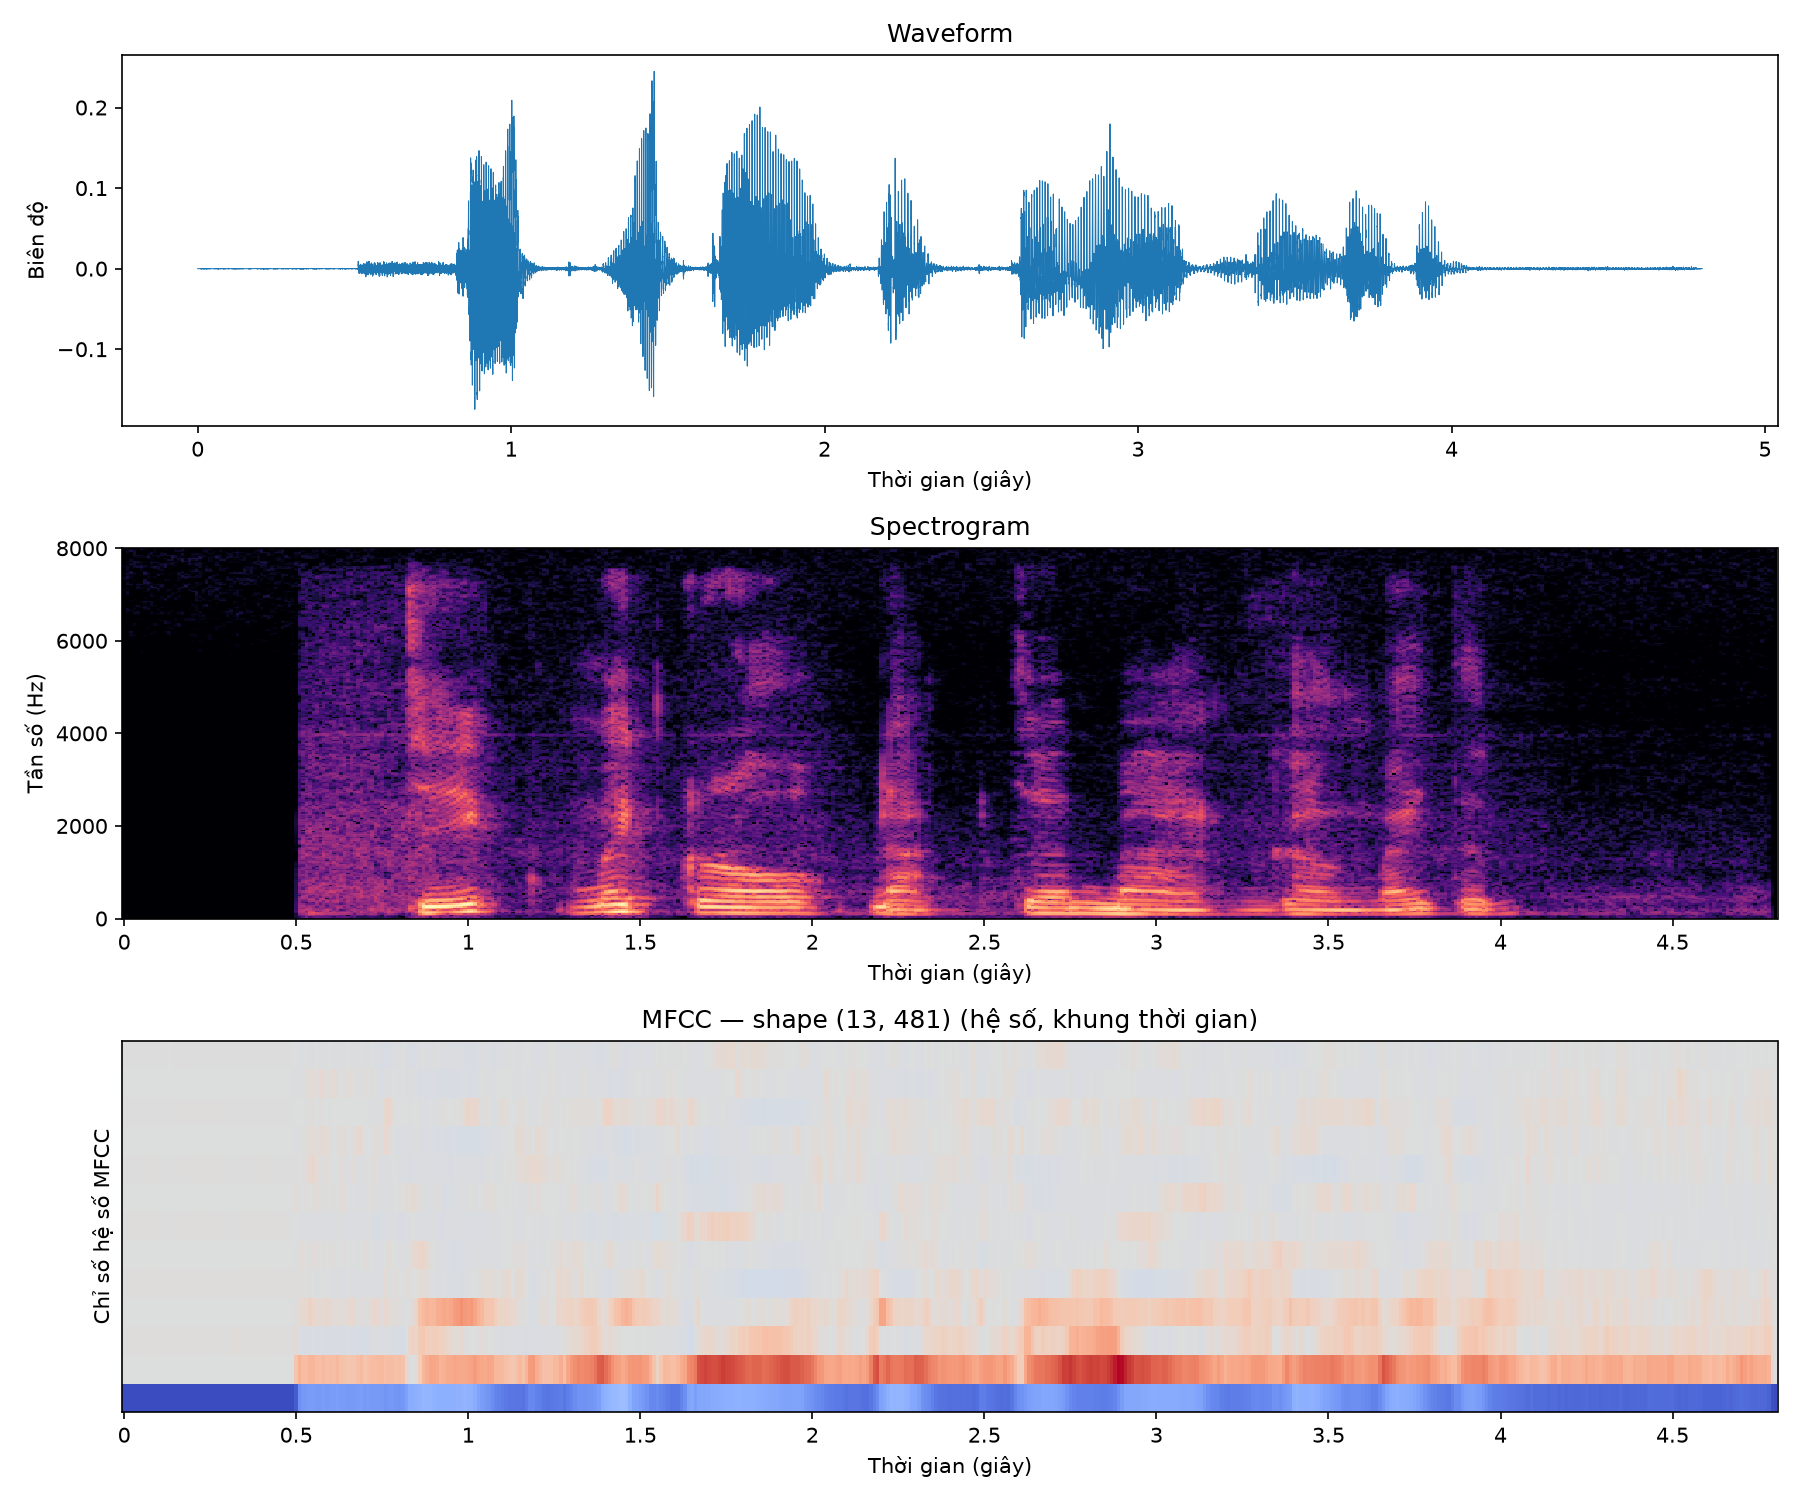 Waveform
0.2
0.1
0.0
−0.1
Biên độ
0 1 2 3 4 5
Thời gian (giây)
Spectrogram
8000
6000
4000
2000
0
Tần số (Hz)
0 0.5 1 1.5 2 2.5 3 3.5 4 4.5
Thời gian (giây)
MFCC — shape (13, 481) (hệ số, khung thời gian)
Chỉ số hệ số MFCC
0 0.5 1 1.5 2 2.5 3 3.5 4 4.5
Thời gian (giây)